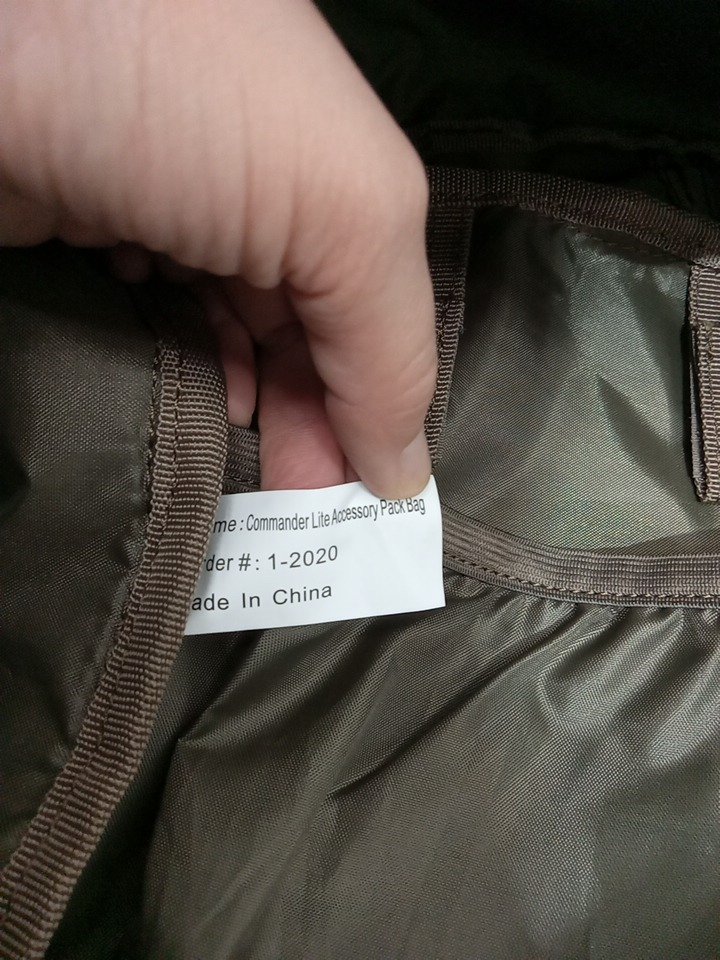 me : Commander Lite Accessory Pack Bag
rder #: 1-2020
ade In China